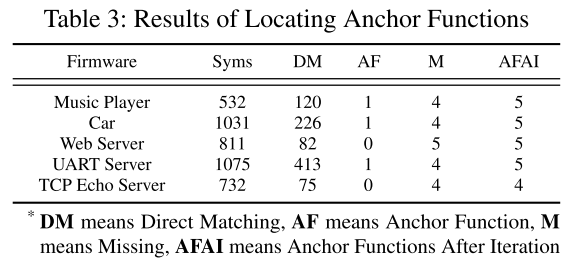 Table 3: Results of Locating Anchor Functions
Firmware Syms DM AF M AFAI
Music Player 532 120 1 4 5
Car 1031 226 1 4 5
Web Server 811 82 0 5 5
UART Server 1075 413 1 4 5
TCP Echo Server 732 75 0 4 4
* DM means Direct Matching, AF means Anchor Function, M
means Missing, AFAI means Anchor Functions After Iteration